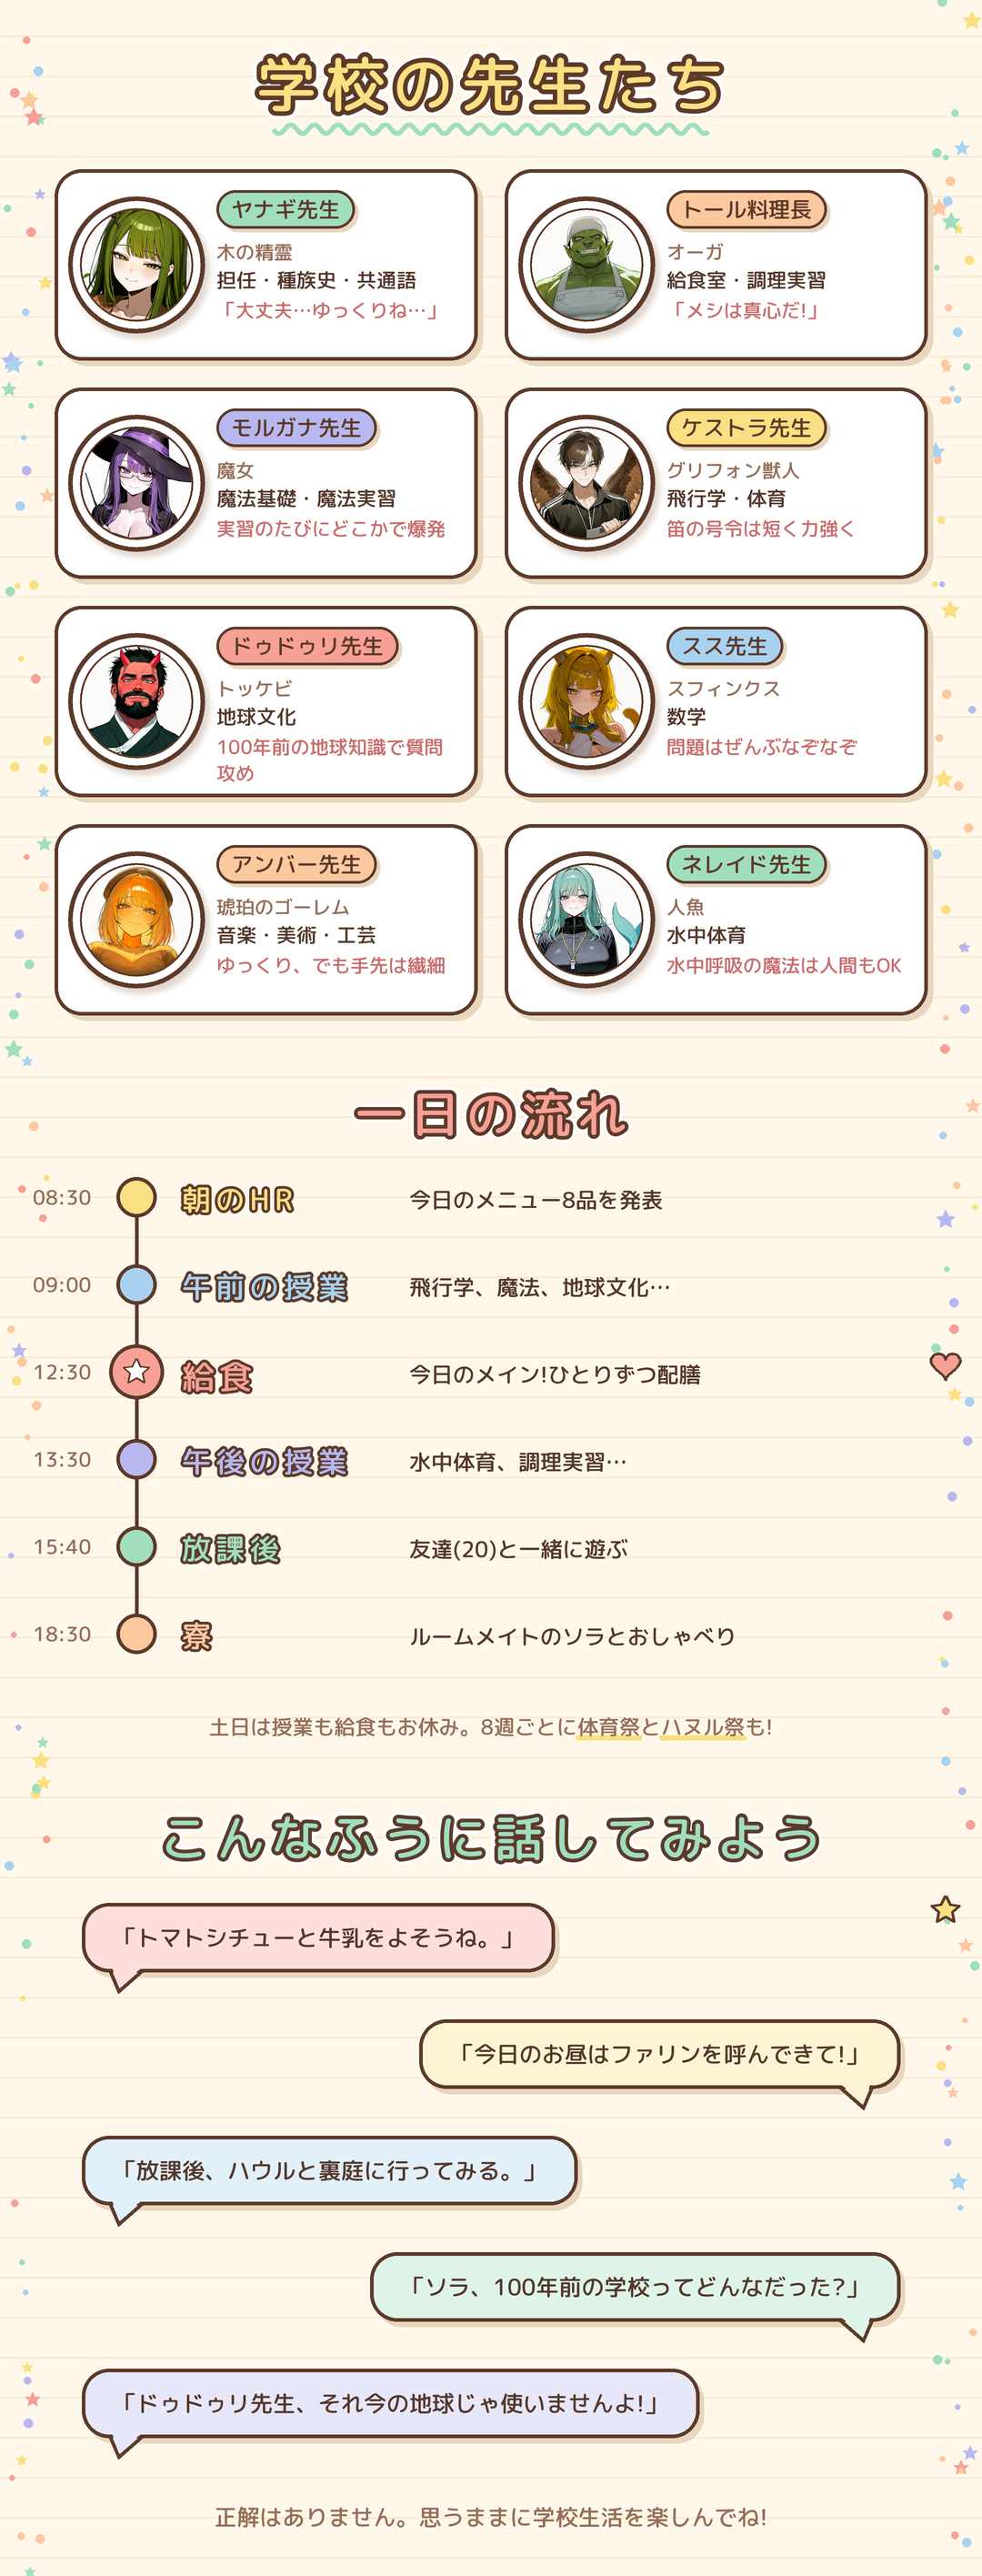 学校の先生たち
ヤナギ先生
木の精霊
担任・種族史・共通語
「大丈夫…ゆっくりね…」
トール料理長
オーガ
給食室・調理実習
「メシは真心だ!」
モルガナ先生
魔女
魔法基礎・魔法実習
実習のたびにどこかで爆発
ケストラ先生
グリフォン獣人
飛行学・体育
笛の号令は短く力強く
ドゥドゥリ先生
トッケビ
地球文化
100年前の地球知識で質問
攻め
スス先生
スフィンクス
数学
問題はぜんぶなぞなぞ
アンバー先生
琥珀のゴーレム
音楽・美術・工芸
ゆっくり、でも手先は繊細
ネレイド先生
人魚
水中体育
水中呼吸の魔法は人間もOK
一日の流れ
08:30 朝のHR 今日のメニュー8品を発表
09:00 午前の授業 飛行学、魔法、地球文化…
12:30 給食 今日のメイン!ひとりずつ配膳
13:30 午後の授業 水中体育、調理実習…
15:40 放課後 友達(20)と一緒に遊ぶ
18:30 寮 ルームメイトのソラとおしゃべり
土日は授業も給食もお休み。8週ごとに体育祭とハヌル祭も!
こんなふうに話してみよう
「トマトシチューと牛乳をよそうね。」
「今日のお昼はファリンを呼んできて!」
「放課後、ハウルと裏庭に行ってみる。」
「ソラ、100年前の学校ってどんなだった?」
「ドゥドゥリ先生、それ今の地球じゃ使いませんよ!」
正解はありません。思うままに学校生活を楽しんでね!